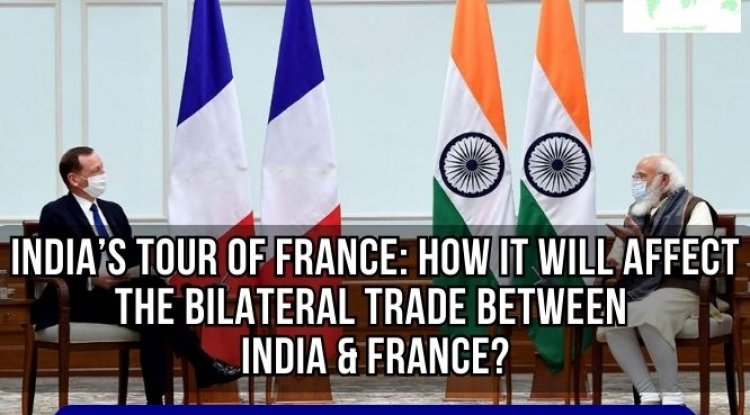 INDIA'S TOUR OF FRANCE: HOW IT WILL AFFECT
THE BILATERAL TRADE BETWEEN
INDIA & FRANCE?